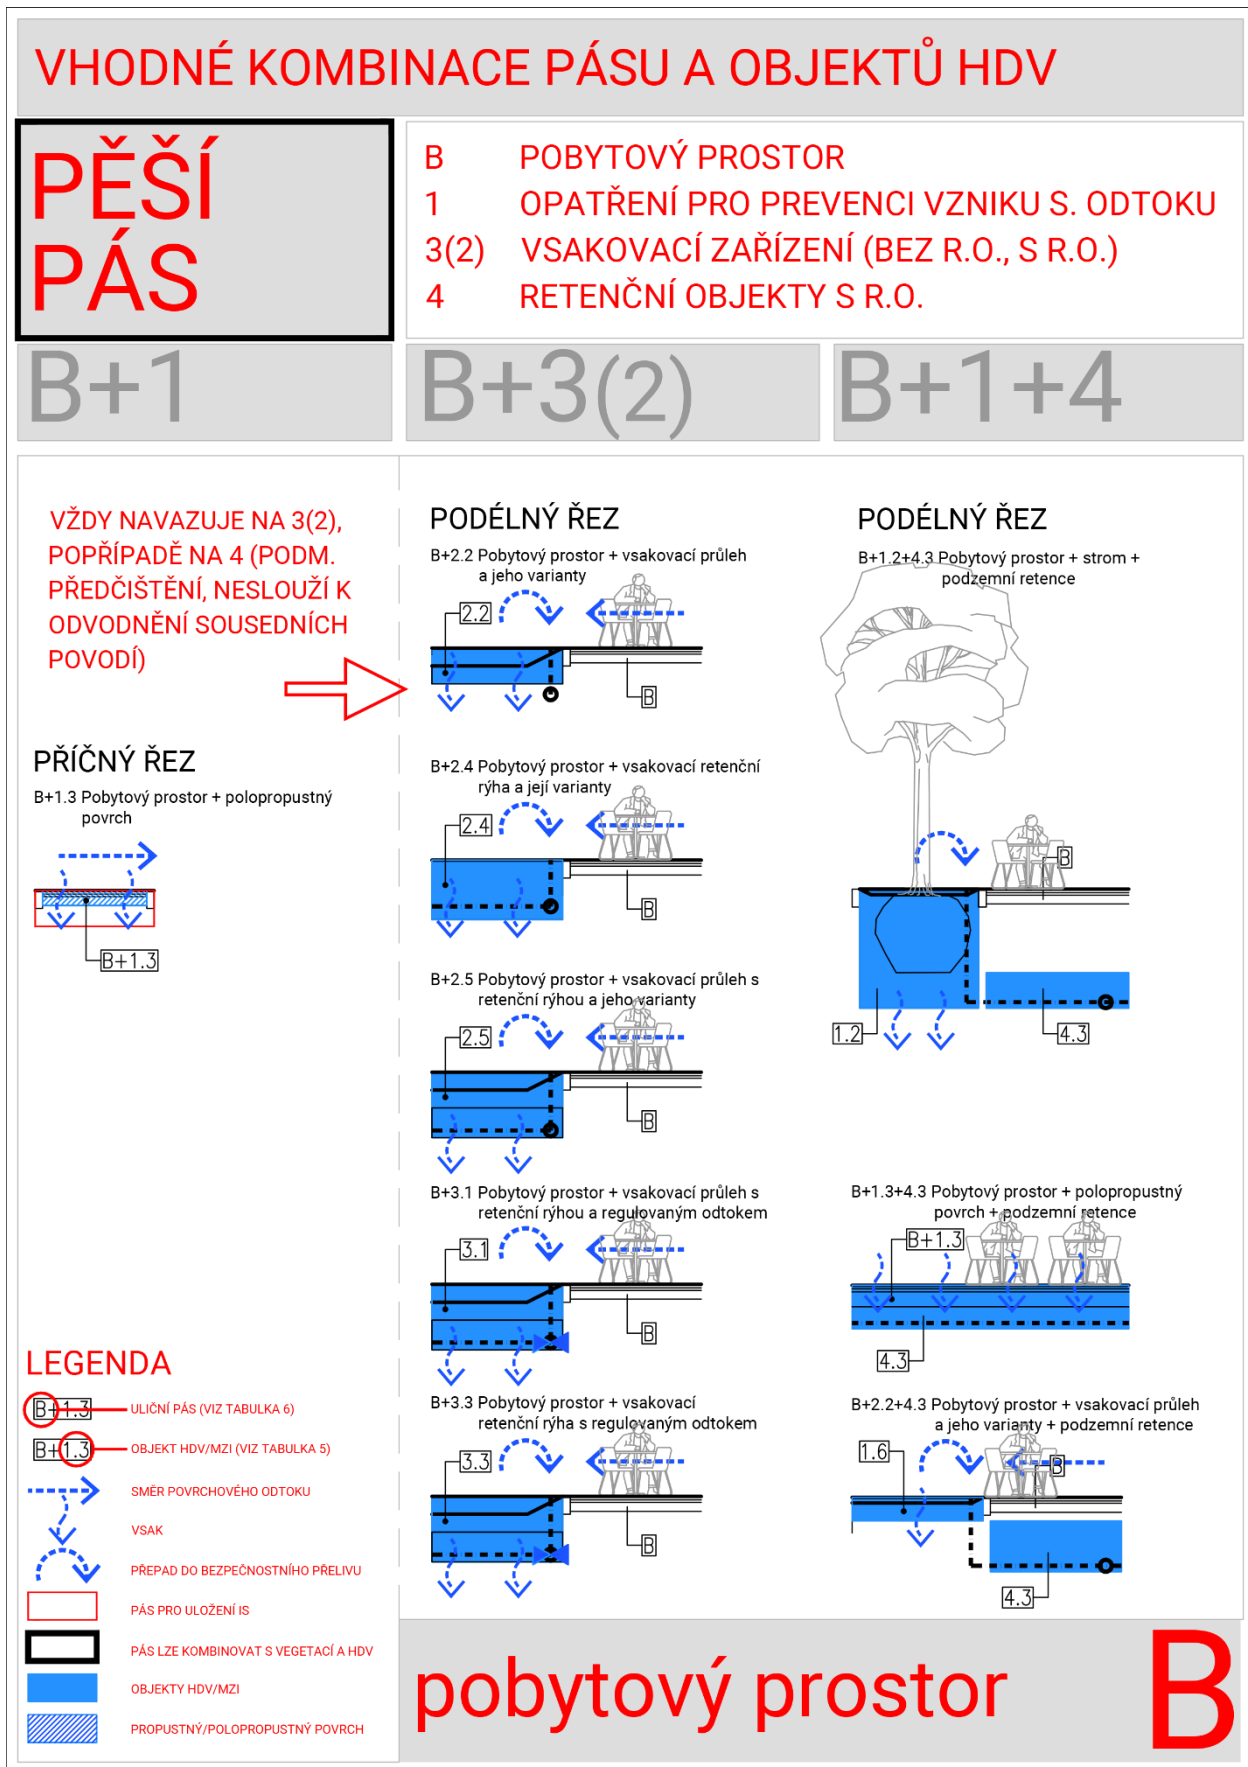 VHODNÉ KOMBINACE PÁSU A OBJEKTŮ HDV
PĚŠÍ
PÁS
B POBYTOVÝ PROSTOR
1 OPATŘENÍ PRO PREVENCI VZNIKU S. ODTOKU
3(2) VSAKOVACÍ ZAŘÍZENÍ (BEZ R.O., S R.O.)
4 RETENČNÍ OBJEKTY S R.O.
B+1
B+3(2)
B+1+4
VŽDY NAVAZUJE NA 3(2),
POPŘÍPADĚ NA 4 (PODM.
PŘEDČIŠTĚNÍ, NESLOUŽÍ K
ODVODNĚNÍ SOUSEDNÍCH
POVODÍ)
PŘÍČNÝ ŘEZ
B+1.3 Pobytový prostor + polopropustný
povrch
B+1.3
PODÉLNÝ ŘEZ
B+2.2 Pobytový prostor + vsakovací průleh
a jeho varianty
2.2
B
B+2.4 Pobytový prostor + vsakovací retenční
rýha a její varianty
2.4
B
B+2.5 Pobytový prostor + vsakovací průleh s
retenční rýhou a jeho varianty
2.5
B
B+3.1 Pobytový prostor + vsakovací průleh s
retenční rýhou a regulovaným odtokem
3.1
B
B+3.3 Pobytový prostor + vsakovací
retenční rýha s regulovaným odtokem
3.3
B
PODÉLNÝ ŘEZ
B+1.2+4.3 Pobytový prostor + strom +
podzemní retence
B
1.2
4.3
B+1.3+4.3 Pobytový prostor + polopropustný
povrch + podzemní retence
B+1.3
4.3
B+2.2+4.3 Pobytový prostor + vsakovací průleh
a jeho varianty + podzemní retence
1.6
B
4.3
LEGENDA
B+1.3 ULIČNÍ PÁS (VIZ TABULKA 6)
B+1.3 OBJEKT HDV/MZI (VIZ TABULKA 5)
SMĚR POVRCHOVÉHO ODTOKU
VSAK
PŘEPAD DO BEZPEČNOSTNÍHO PŘELIVU
PÁS PRO ULOŽENÍ IS
PÁS LZE KOMBINOVAT S VEGETACÍ A HDV
OBJEKTY HDV/MZI
PROPUSTNÝ/POLOPROPUSTNÝ POVRCH
pobytový prostor B